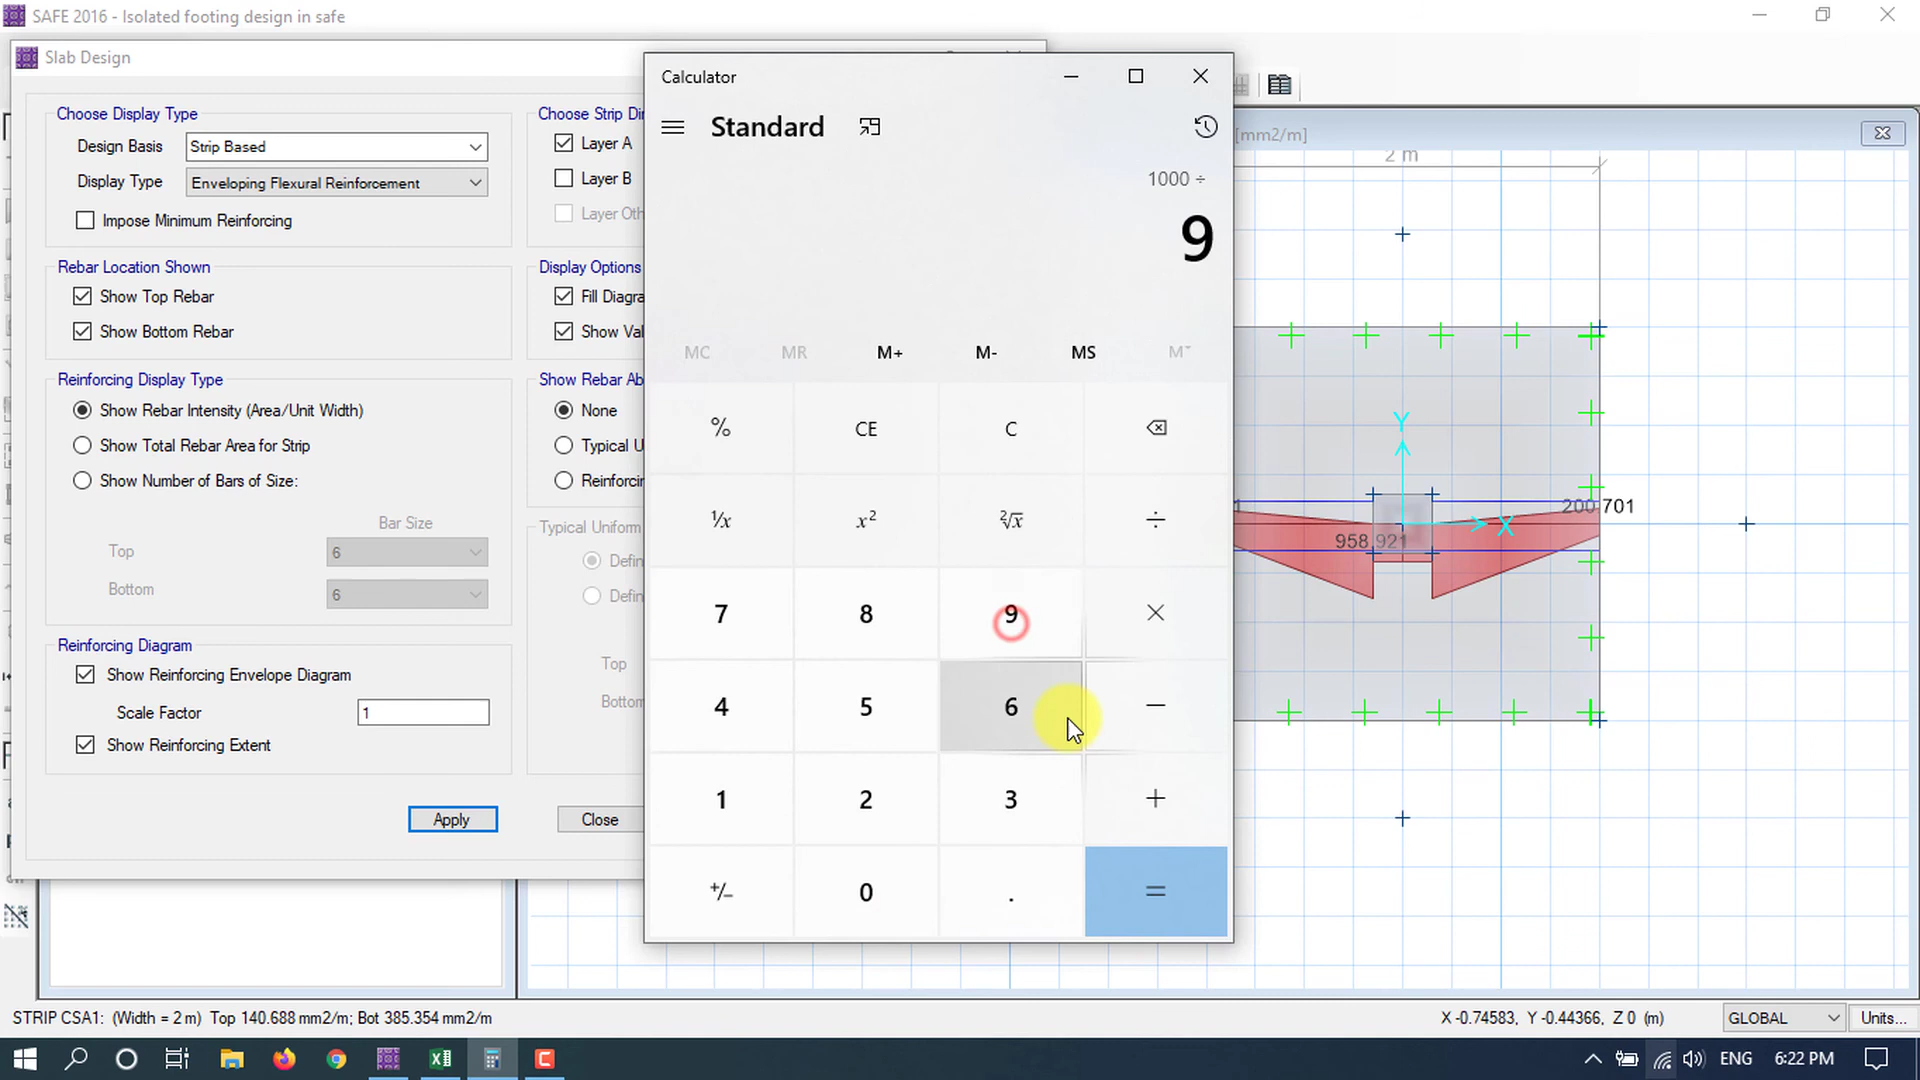 SAFE 2016 - Isolated footing design in safe
Slab Design
Choose Display Type
Design Basis
Strip Based
Display Type
Enveloping Flexural Reinforcement
Impose Minimum Reinforcing
Rebar Location Shown
Show Top Rebar
Show Bottom Rebar
Reinforcing Display Type
Show Rebar Intensity (Area/Unit Width)
Show Total Rebar Area for Strip
Show Number of Bars of Size:
Bar Size
Top
6
Bottom
6
Reinforcing Diagram
Show Reinforcing Envelope Diagram
Scale Factor
1
Show Reinforcing Extent
Apply
Close
Choose Strip Dir
Layer A
Layer B
Layer Oth
Display Options
Fill Diagra
Show Val
Show Rebar Ab
None
Typical U
Reinforcin
Typical Uniform
Defin
Defin
Top
Bottom
Calculator
Standard
1000 ÷
9
MC
MR
M+
M-
MS
M˅
%
CE
C
⅟x
x²
²√x
÷
7
8
9
×
4
5
6
−
1
2
3
+
+/−
0
.
=
[mm2/m]
2 m
Y
X
200.701
958.921
STRIP CSA1: (Width = 2 m) Top 140.688 mm2/m; Bot 385.354 mm2/m
X -0.74583, Y -0.44366, Z 0 (m)
GLOBAL
Units...
ENG
6:22 PM